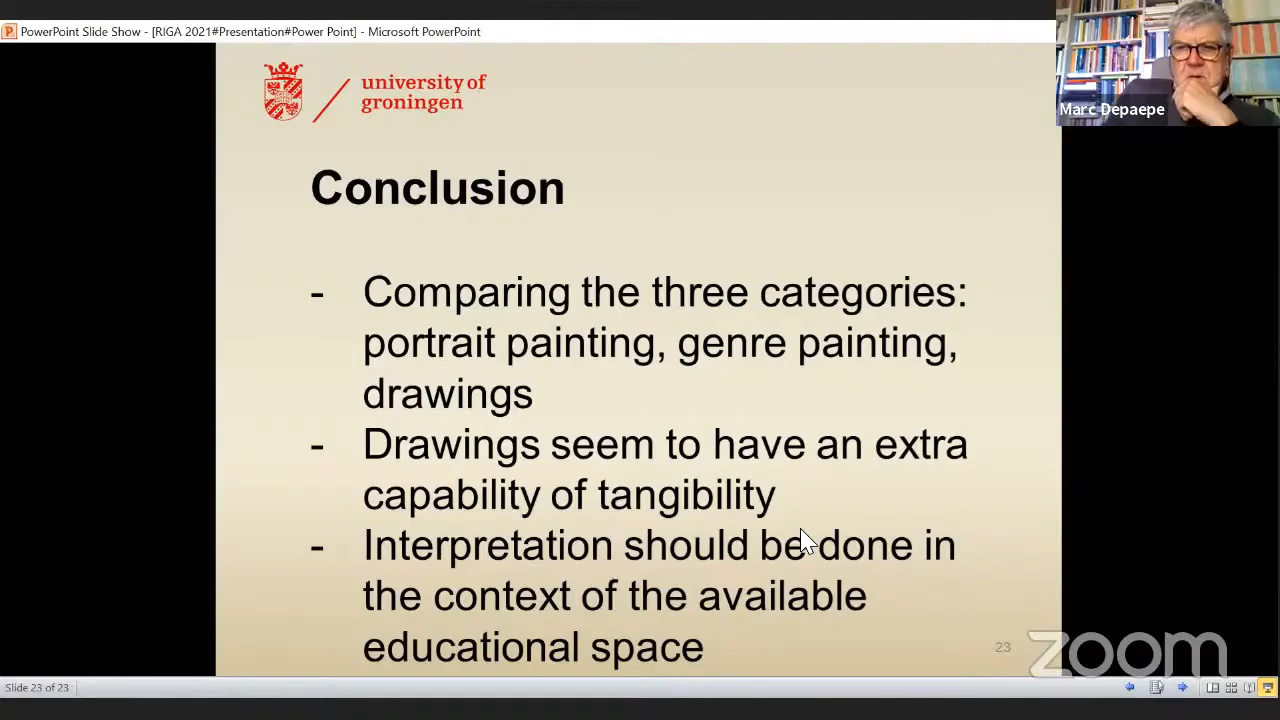 PowerPoint Slide Show - [RIGA 2021#Presentation#Power Point] - Microsoft PowerPoint
university of
groningen
Marc Depaepe
Conclusion
- Comparing the three categories:
portrait painting, genre painting,
drawings
- Drawings seem to have an extra
capability of tangibility
- Interpretation should be done in
the context of the available
educational space
23
zoom
Slide 23 of 23